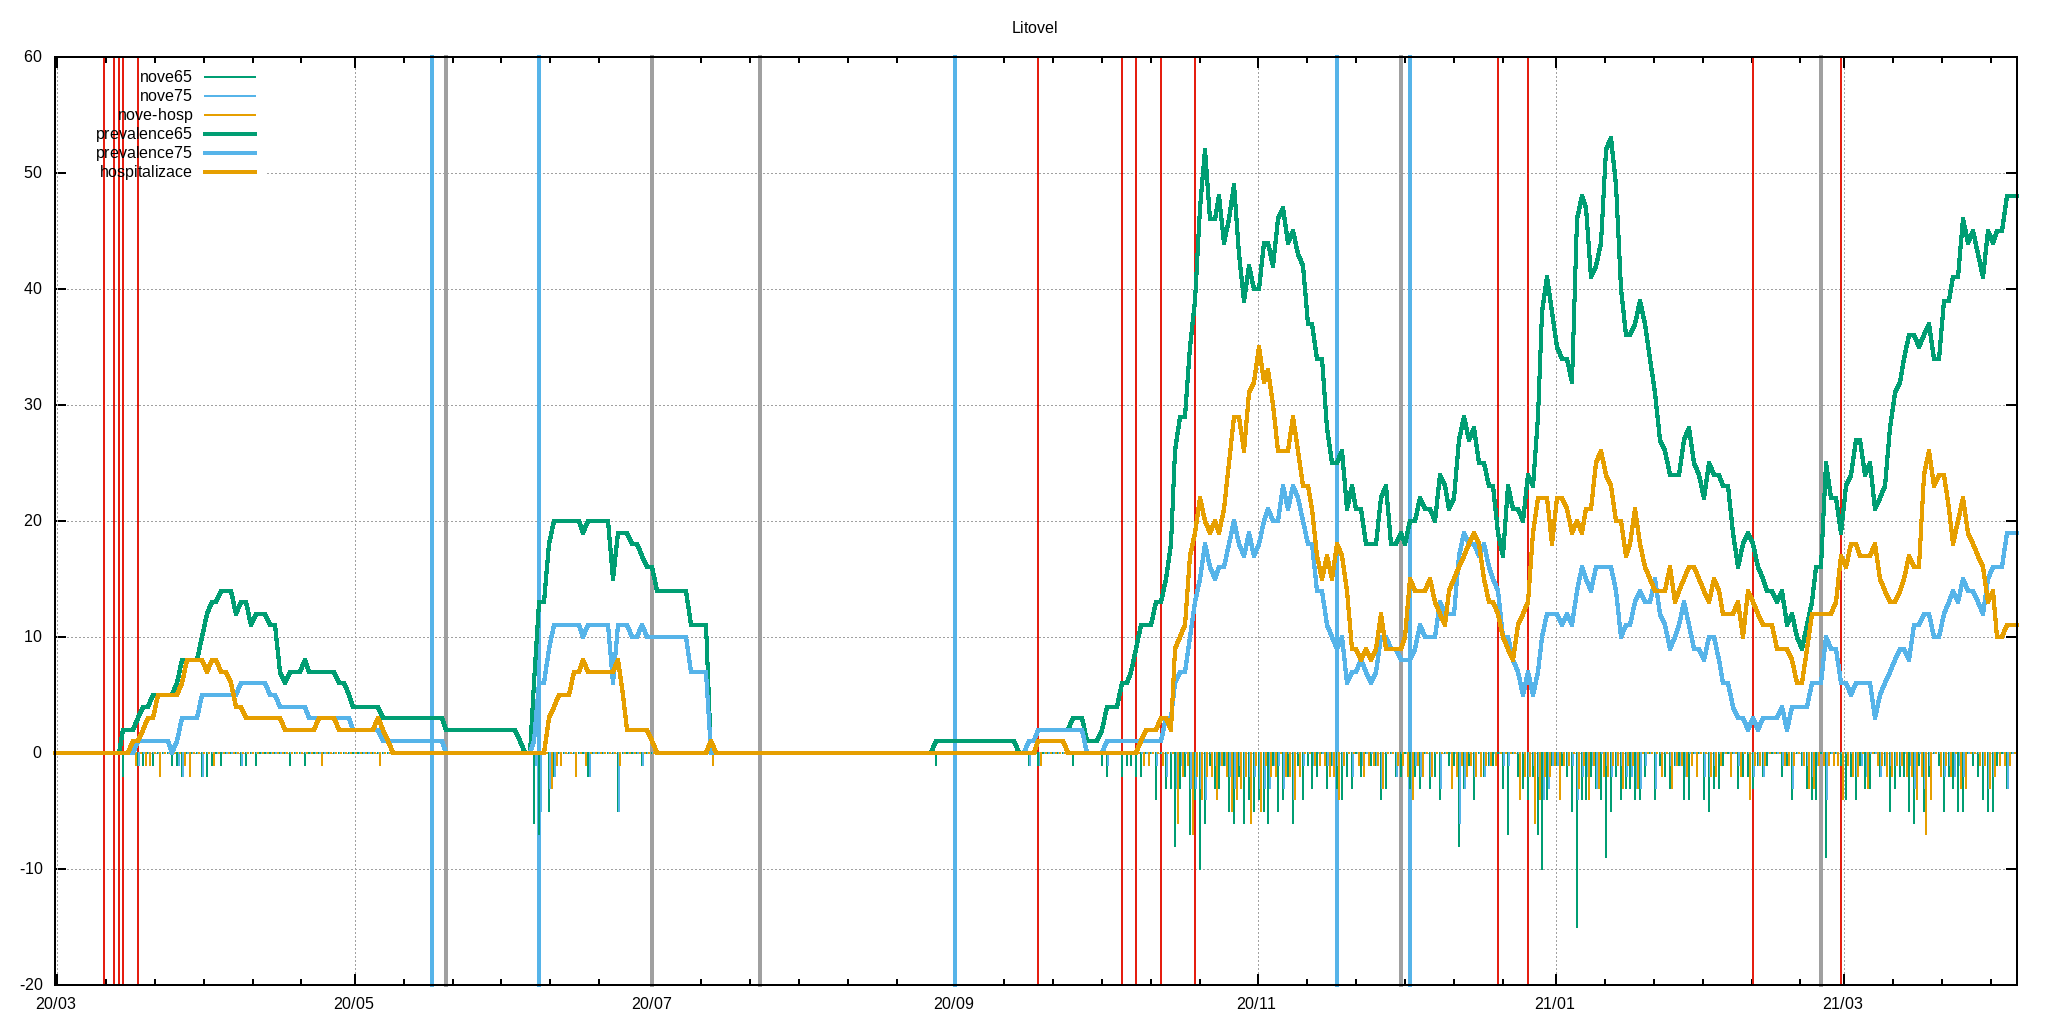 Litovel
60
50
40
30
20
10
0
-10
-20
nove65
nove75
nove-hosp
prevalence65
prevalence75
hospitalizace
20/03 20/05 20/07 20/09 20/11 21/01 21/03